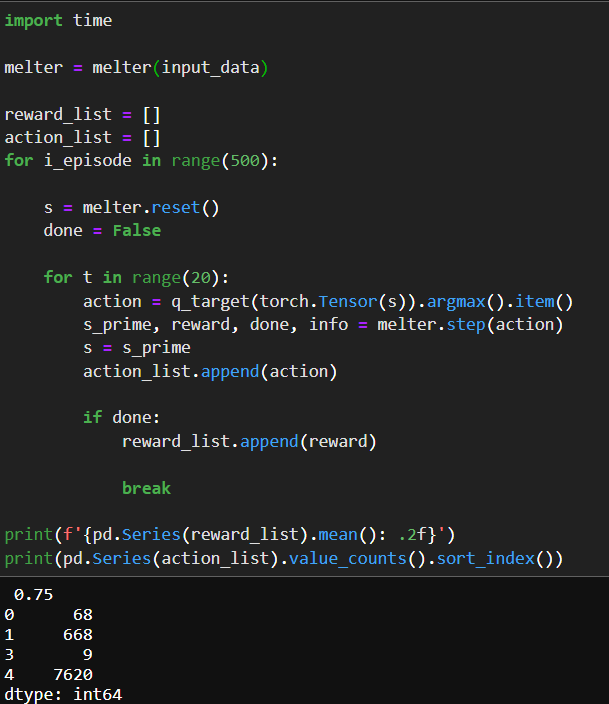 import time
melter = melter(input_data)
reward_list = []
action_list = []
for i_episode in range(500):
    s = melter.reset()
    done = False
    for t in range(20):
        action = q_target(torch.Tensor(s)).argmax().item()
        s_prime, reward, done, info = melter.step(action)
        s = s_prime
        action_list.append(action)
        if done:
            reward_list.append(reward)
            break
print(f'{pd.Series(reward_list).mean(): .2f}')
print(pd.Series(action_list).value_counts().sort_index())
 0.75
0      68
1     668
3       9
4    7620
dtype: int64